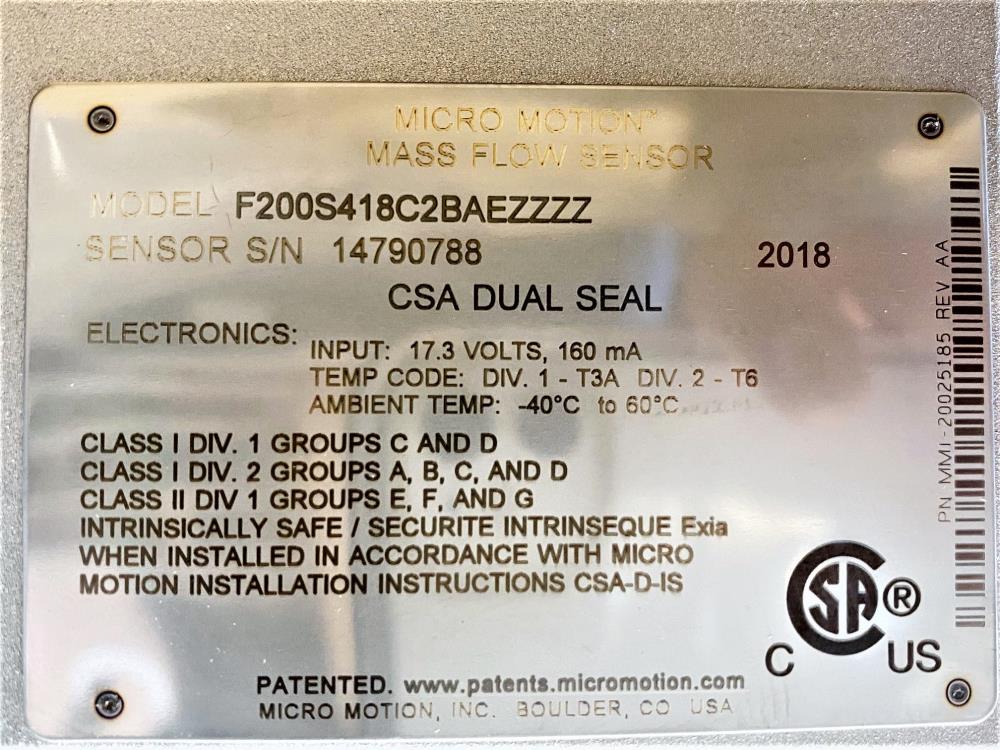 MICRO MOTION™
MASS FLOW SENSOR
MODEL F200S418C2BAEZZZZ
SENSOR S/N 14790788 2018
CSA DUAL SEAL
ELECTRONICS:
INPUT: 17.3 VOLTS, 160 mA
TEMP CODE: DIV. 1 - T3A DIV. 2 - T6
AMBIENT TEMP: -40°C to 60°C
CLASS I DIV. 1 GROUPS C AND D
CLASS I DIV. 2 GROUPS A, B, C, AND D
CLASS II DIV 1 GROUPS E, F, AND G
INTRINSICALLY SAFE / SECURITE INTRINSEQUE Exia
WHEN INSTALLED IN ACCORDANCE WITH MICRO
MOTION INSTALLATION INSTRUCTIONS CSA-D-IS
PN MMI-20025185 REV AA
CSA ®
C US
PATENTED. www.patents.micromotion.com
MICRO MOTION, INC. BOULDER, CO USA